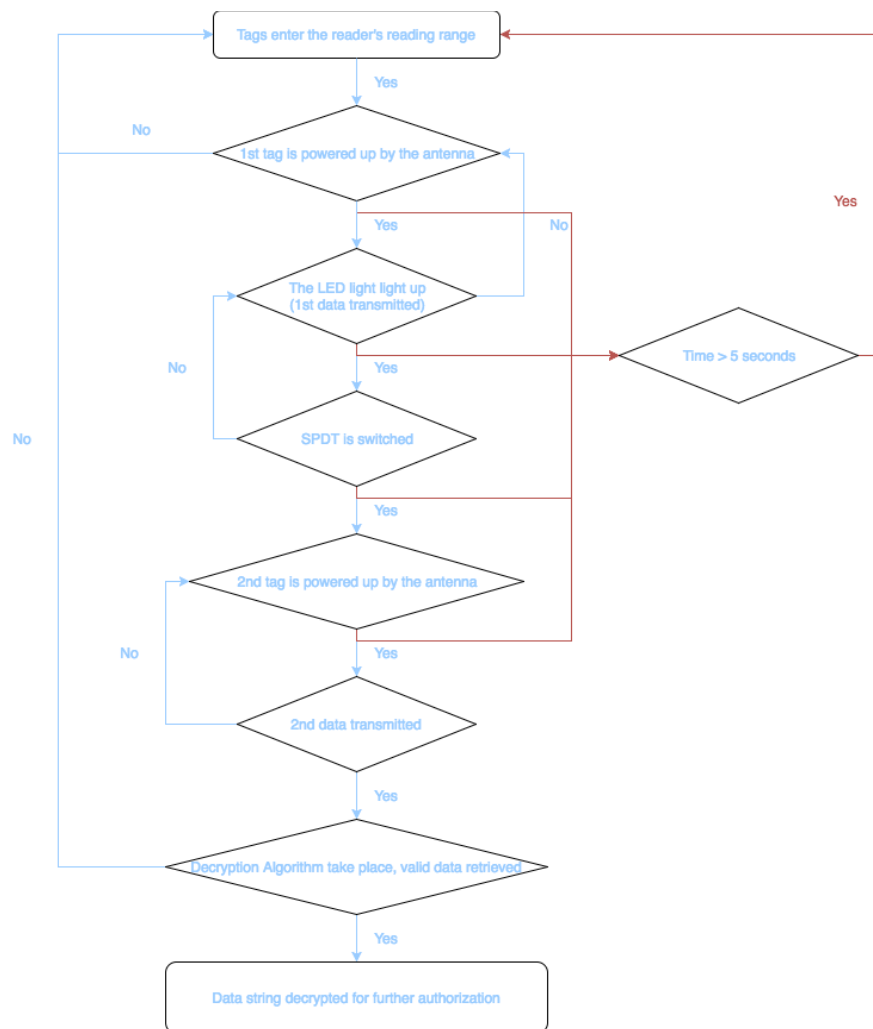 Tags enter the reader's reading range
Yes
No
1st tag is powered up by the antenna
Yes
Yes
No
The LED light light up
(1st data transmitted)
Time > 5 seconds
No
Yes
No
SPDT is switched
Yes
2nd tag is powered up by the antenna
No
Yes
2nd data transmitted
Yes
Decryption Algorithm take place, valid data retrieved
Yes
Data string decrypted for further authorization